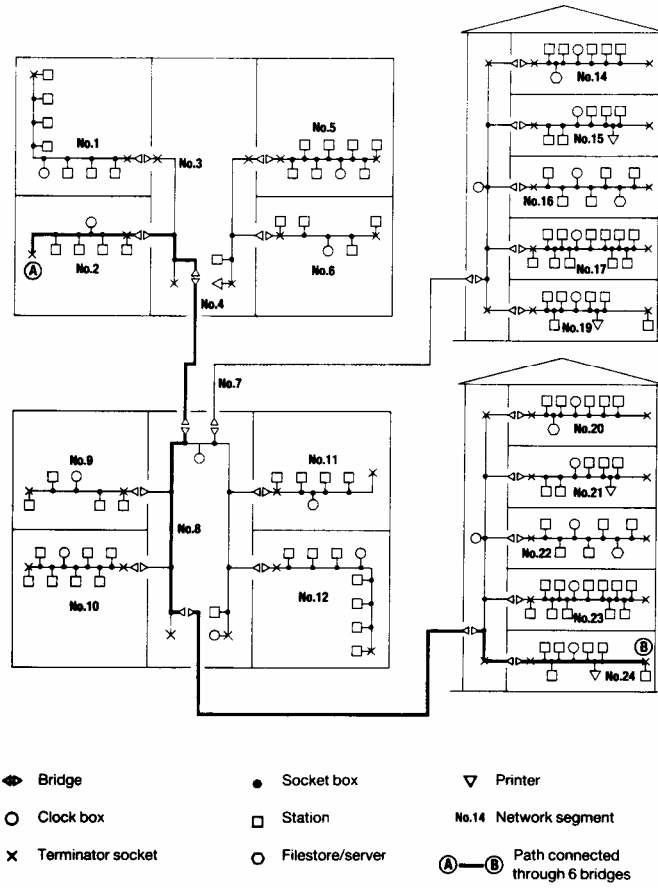 No.14
No.5
No.1
No.15
No.3
No.16
A
No.2
No.6
No.17
No.4
No.19
No.7
No.20
No.9
No.11
No.21
No.8
No.22
No.10
No.12
No.23
B
No.24
Bridge
Socket box
Printer
Clock box
Station
No.14 Network segment
Terminator socket
Filestore/server
A B Path connected
through 6 bridges